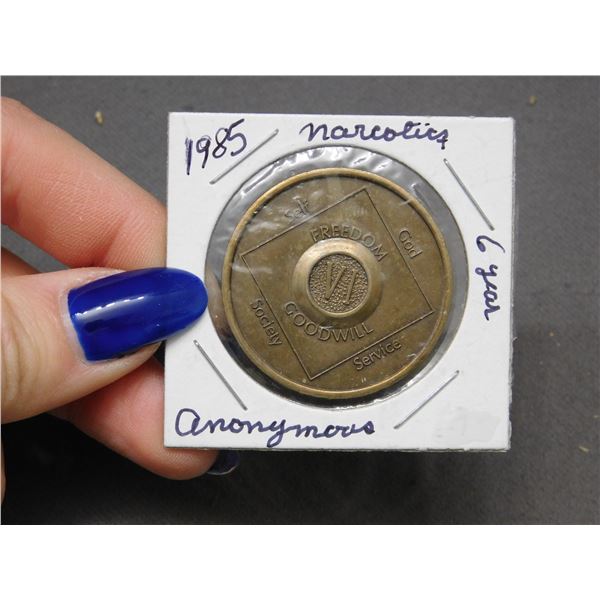 1985 Narcotics
6 year
Anonymous
Self
God
Society
Service
FREEDOM
VI
GOODWILL